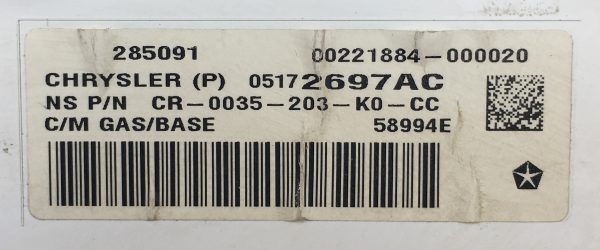 285091 00221884-000020
CHRYSLER (P) 05172697AC
NS P/N CR-0035-203-K0-CC
C/M GAS/BASE 58994E